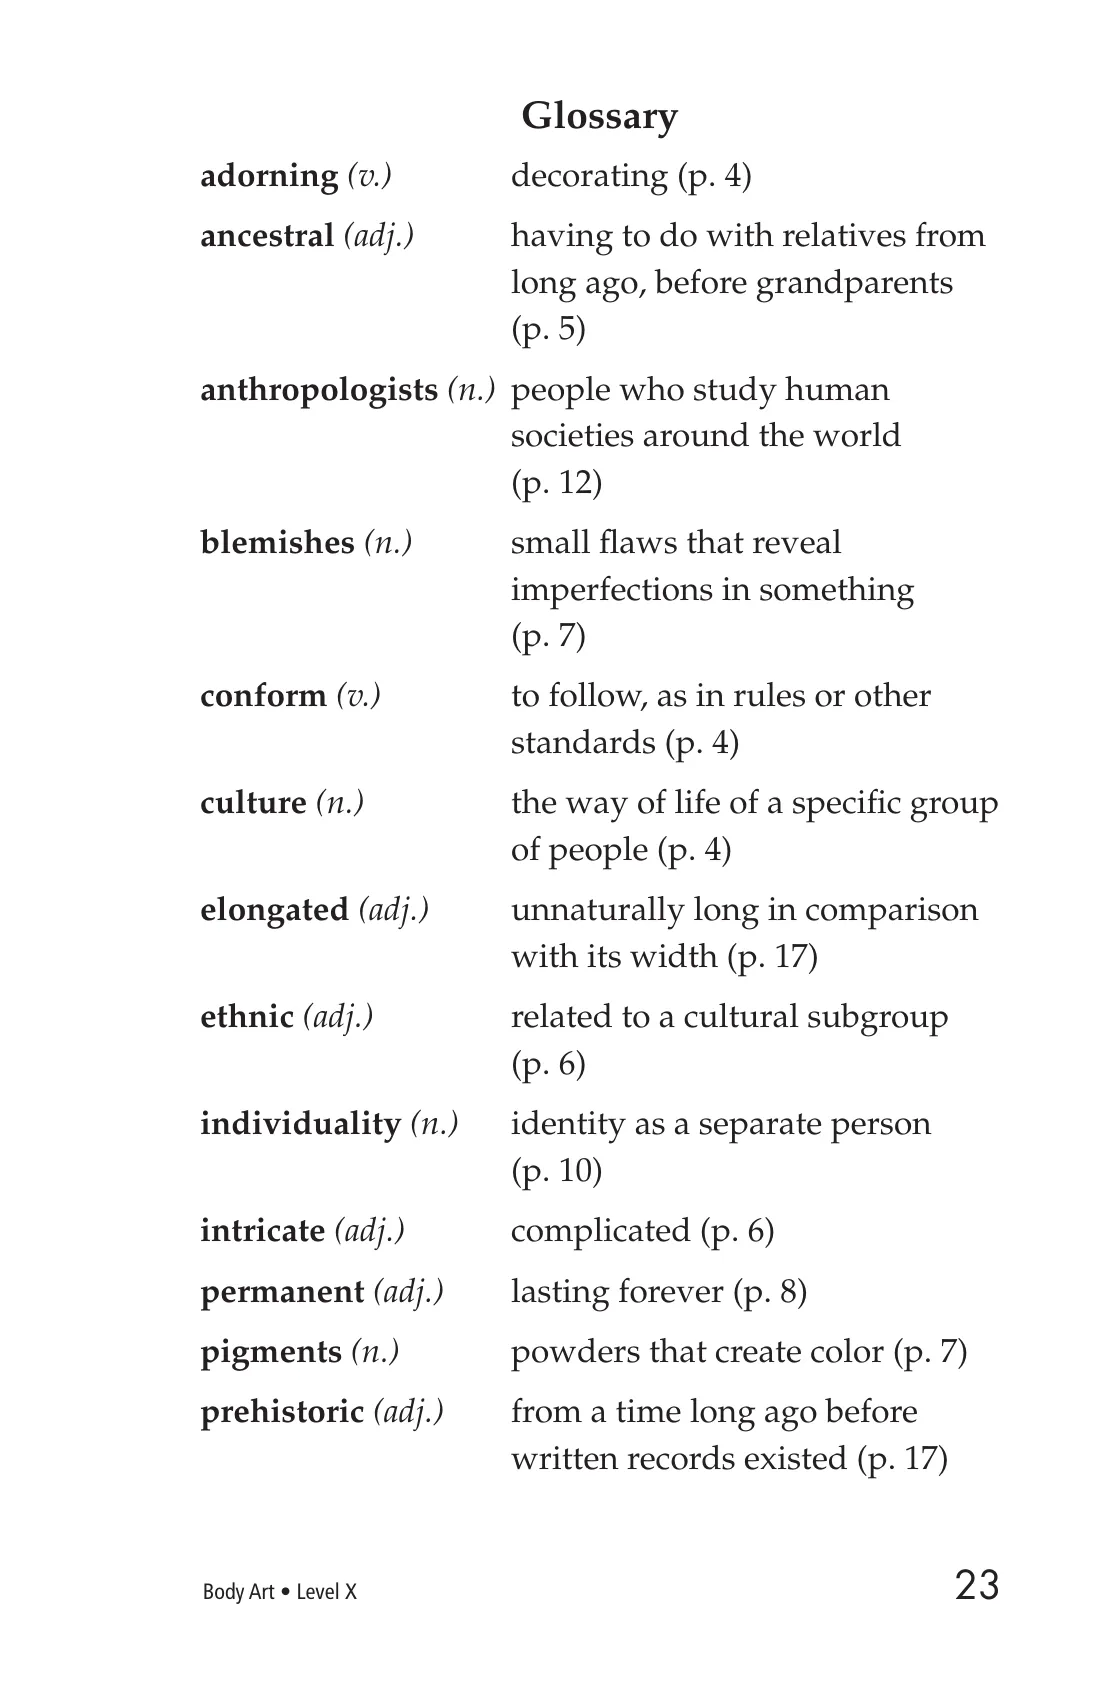 Glossary
adorning (v.) decorating (p. 4)
ancestral (adj.) having to do with relatives from
long ago, before grandparents
(p. 5)
anthropologists (n.) people who study human
societies around the world
(p. 12)
blemishes (n.) small flaws that reveal
imperfections in something
(p. 7)
conform (v.) to follow, as in rules or other
standards (p. 4)
culture (n.) the way of life of a specific group
of people (p. 4)
elongated (adj.) unnaturally long in comparison
with its width (p. 17)
ethnic (adj.) related to a cultural subgroup
(p. 6)
individuality (n.) identity as a separate person
(p. 10)
intricate (adj.) complicated (p. 6)
permanent (adj.) lasting forever (p. 8)
pigments (n.) powders that create color (p. 7)
prehistoric (adj.) from a time long ago before
written records existed (p. 17)
Body Art • Level X 23